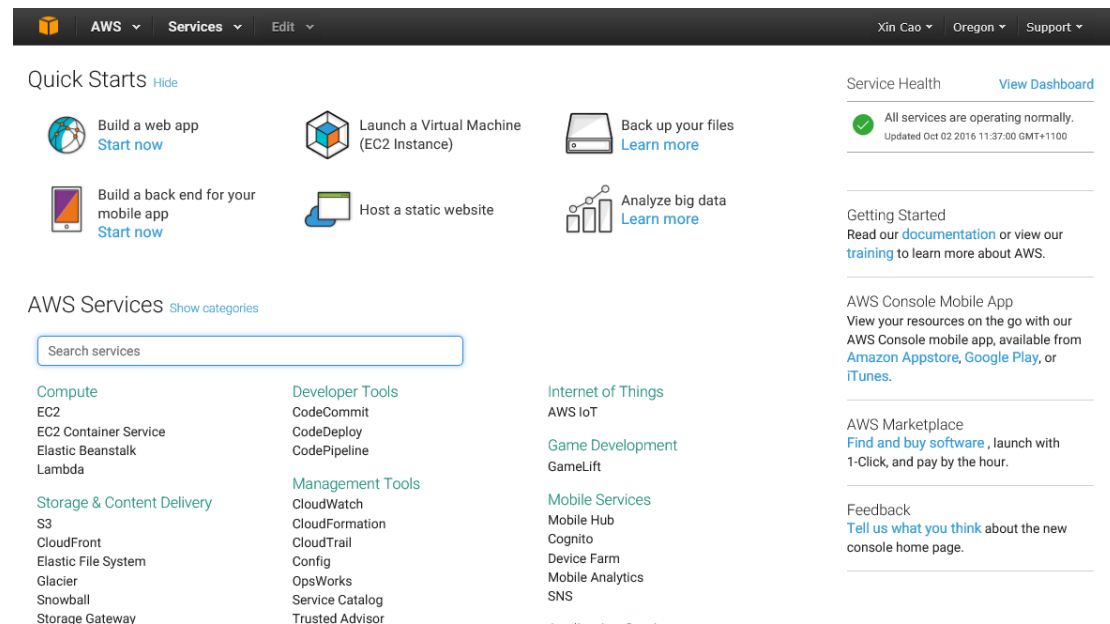 AWS Services Edit Xin Cao Oregon Support
Quick Starts Hide
Build a web app
Start now
Launch a Virtual Machine
(EC2 Instance)
Back up your files
Learn more
Build a back end for your
mobile app
Start now
Host a static website
Analyze big data
Learn more
AWS Services Show categories
Search services
Compute
EC2
EC2 Container Service
Elastic Beanstalk
Lambda
Storage & Content Delivery
S3
CloudFront
Elastic File System
Glacier
Snowball
Storage Gateway
Developer Tools
CodeCommit
CodeDeploy
CodePipeline
Management Tools
CloudWatch
CloudFormation
CloudTrail
Config
OpsWorks
Service Catalog
Trusted Advisor
Internet of Things
AWS IoT
Game Development
GameLift
Mobile Services
Mobile Hub
Cognito
Device Farm
Mobile Analytics
SNS
Service Health View Dashboard
All services are operating normally.
Updated Oct 02 2016 11:37:00 GMT+1100
Getting Started
Read our documentation or view our
training to learn more about AWS.
AWS Console Mobile App
View your resources on the go with our
AWS Console mobile app, available from
Amazon Appstore, Google Play, or
iTunes.
AWS Marketplace
Find and buy software , launch with
1-Click, and pay by the hour.
Feedback
Tell us what you think about the new
console home page.